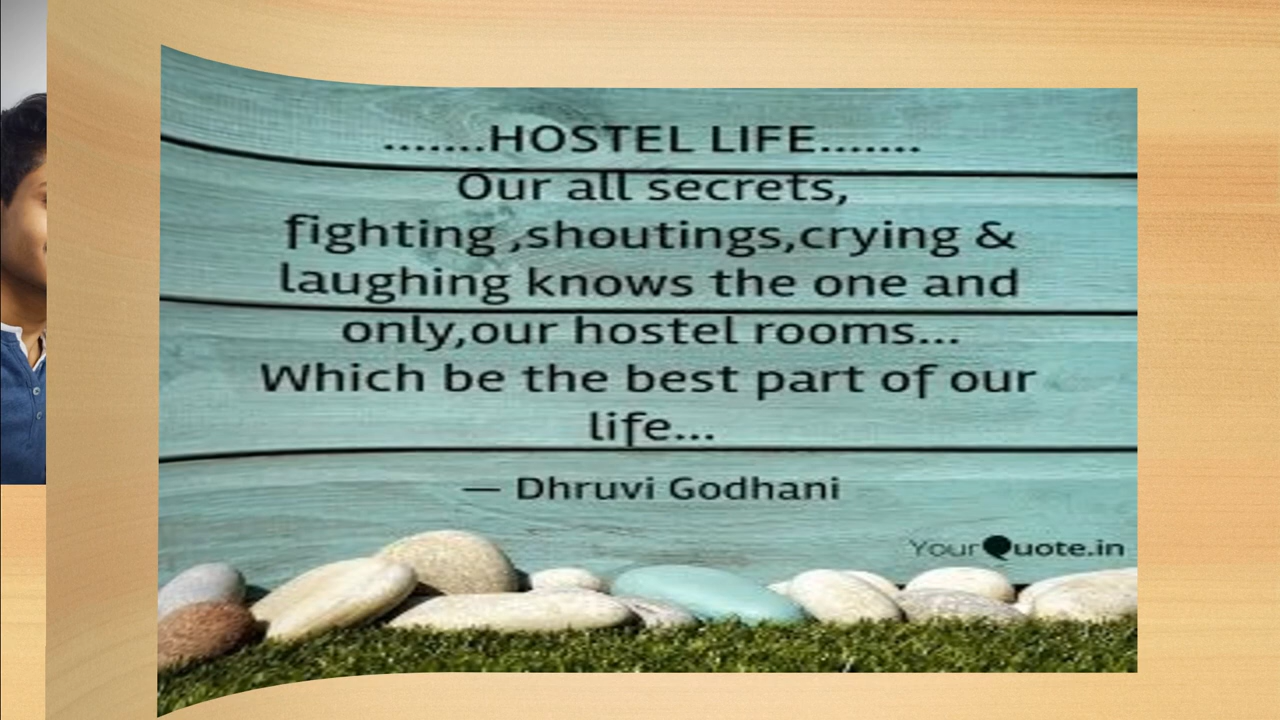 .......HOSTEL LIFE.......
Our all secrets,
fighting ,shoutings,crying &
laughing knows the one and
only,our hostel rooms...
Which be the best part of our
life...
— Dhruvi Godhani
YourQuote.in